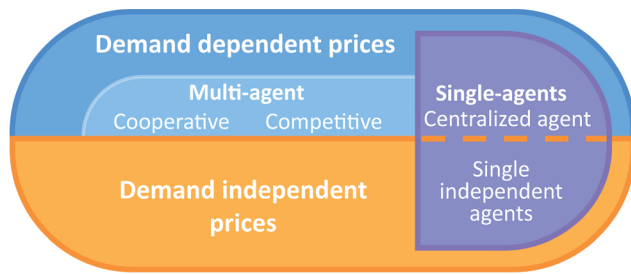 Demand dependent prices
Multi-agent
Cooperative Competitive
Single-agents
Centralized agent
Demand independent
prices
Single
independent
agents